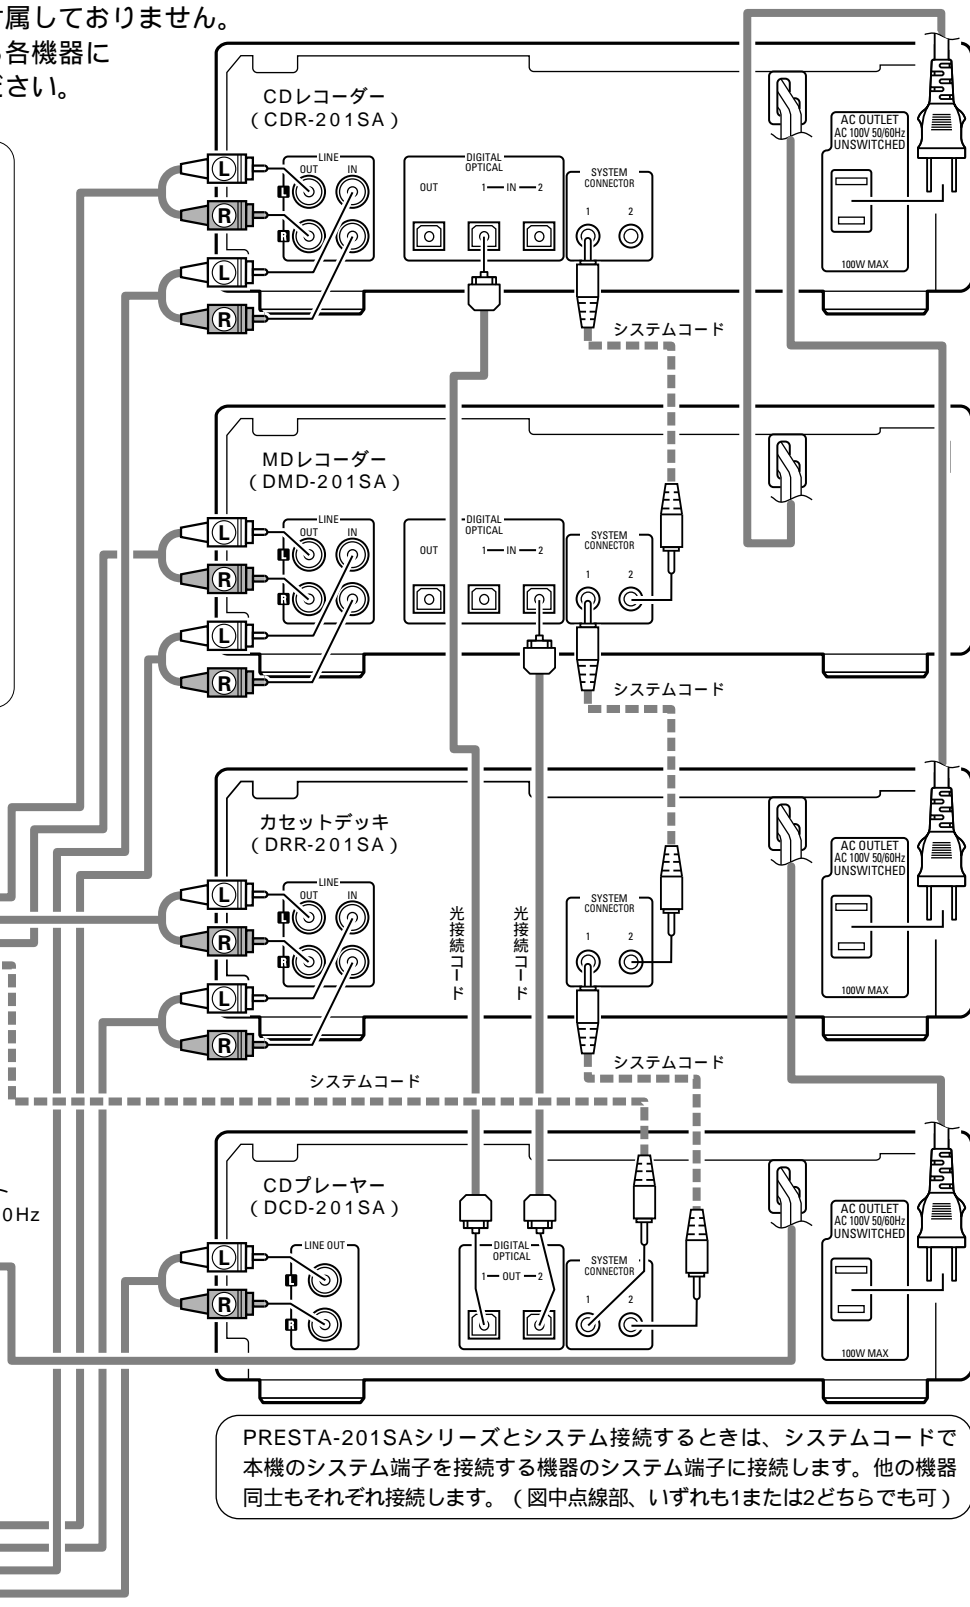 属しておりません。
各機器に
ださい。
CDレコーダー
(CDR-201SA)
LINE
OUT IN
L
R
DIGITAL
OPTICAL
OUT 1 IN 2
SYSTEM
CONNECTOR
1 2
AC OUTLET
AC 100V 50/60Hz
UNSWITCHED
100W MAX
L
R
L
R
システムコード
MDレコーダー
(DMD-201SA)
LINE
OUT IN
L
R
DIGITAL
OPTICAL
OUT 1 IN 2
SYSTEM
CONNECTOR
1 2
L
R
L
R
システムコード
カセットデッキ
(DRR-201SA)
LINE
OUT IN
L
R
光接続コード
光接続コード
SYSTEM
CONNECTOR
1 2
AC OUTLET
AC 100V 50/60Hz
UNSWITCHED
100W MAX
L
R
L
R
システムコード
システムコード
0Hz
CDプレーヤー
(DCD-201SA)
LINE OUT
L
R
DIGITAL
OPTICAL
1 OUT 2
SYSTEM
CONNECTOR
1 2
AC OUTLET
AC 100V 50/60Hz
UNSWITCHED
100W MAX
L
R
PRESTA-201SAシリーズとシステム接続するときは、システムコードで
本機のシステム端子を接続する機器のシステム端子に接続します。他の機器
同士もそれぞれ接続します。(図中点線部、いずれも1または2どちらでも可)